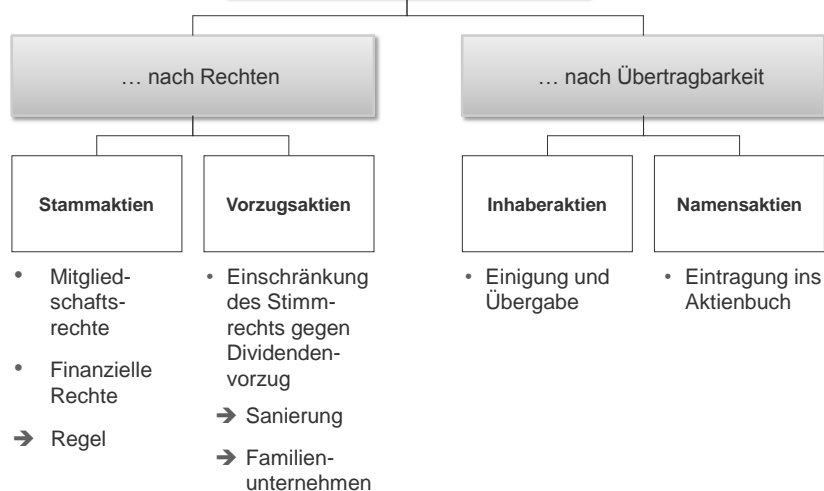 … nach Rechten
… nach Übertragbarkeit
Stammaktien
Vorzugsaktien
Inhaberaktien
Namensaktien
• Mitglied-
schafts-
rechte
• Finanzielle
Rechte
➔ Regel
• Einschränkung
des Stimm-
rechts gegen
Dividenden-
vorzug
➔ Sanierung
➔ Familien-
unternehmen
• Einigung und
Übergabe
• Eintragung ins
Aktienbuch